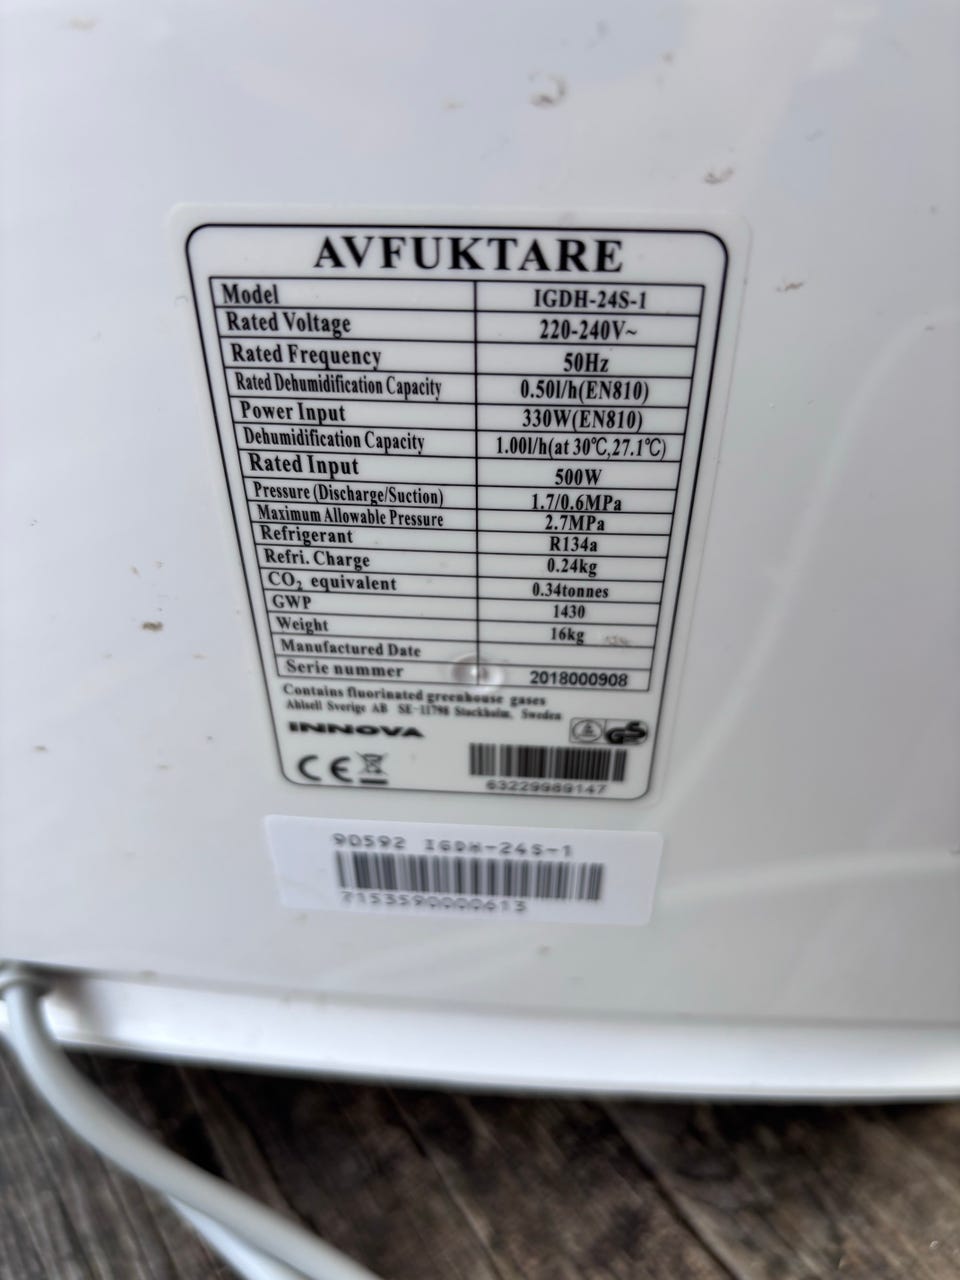 AVFUKTARE
Model IGDH-24S-1
Rated Voltage 220-240V~
Rated Frequency 50Hz
Rated Dehumidification Capacity 0.50l/h(EN810)
Power Input 330W(EN810)
Dehumidification Capacity 1.00l/h(at 30℃,27.1℃)
Rated Input 500W
Pressure (Discharge/Suction) 1.7/0.6MPa
Maximum Allowable Pressure 2.7MPa
Refrigerant R134a
Refri. Charge 0.24kg
CO₂ equivalent 0.34tonnes
GWP 1430
Weight 16kg
Manufactured Date
Serie nummer 2018000908
Contains fluorinated greenhouse gases
Ahlsell Sverige AB SE-11798 Stockholm, Sweden
INNOVA
GS
CE
63229989147
90592 IGDH-24S-1
7153590000613